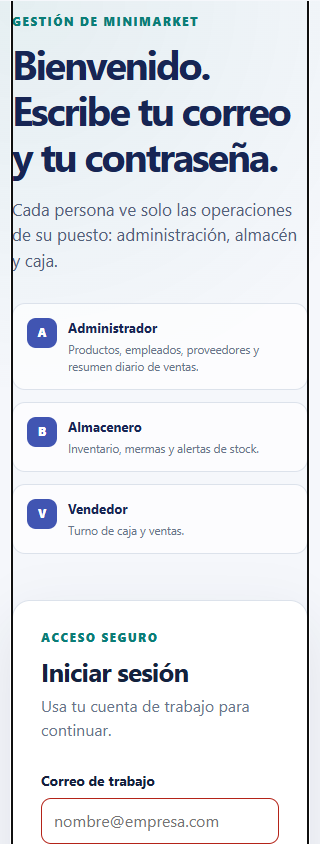 GESTIÓN DE MINIMARKET
Bienvenido.
Escribe tu correo
y tu contraseña.
Cada persona ve solo las operaciones
de su puesto: administración, almacén
y caja.
A
Administrador
Productos, empleados, proveedores y
resumen diario de ventas.
B
Almacenero
Inventario, mermas y alertas de stock.
V
Vendedor
Turno de caja y ventas.
ACCESO SEGURO
Iniciar sesión
Usa tu cuenta de trabajo para
continuar.
Correo de trabajo
nombre@empresa.com